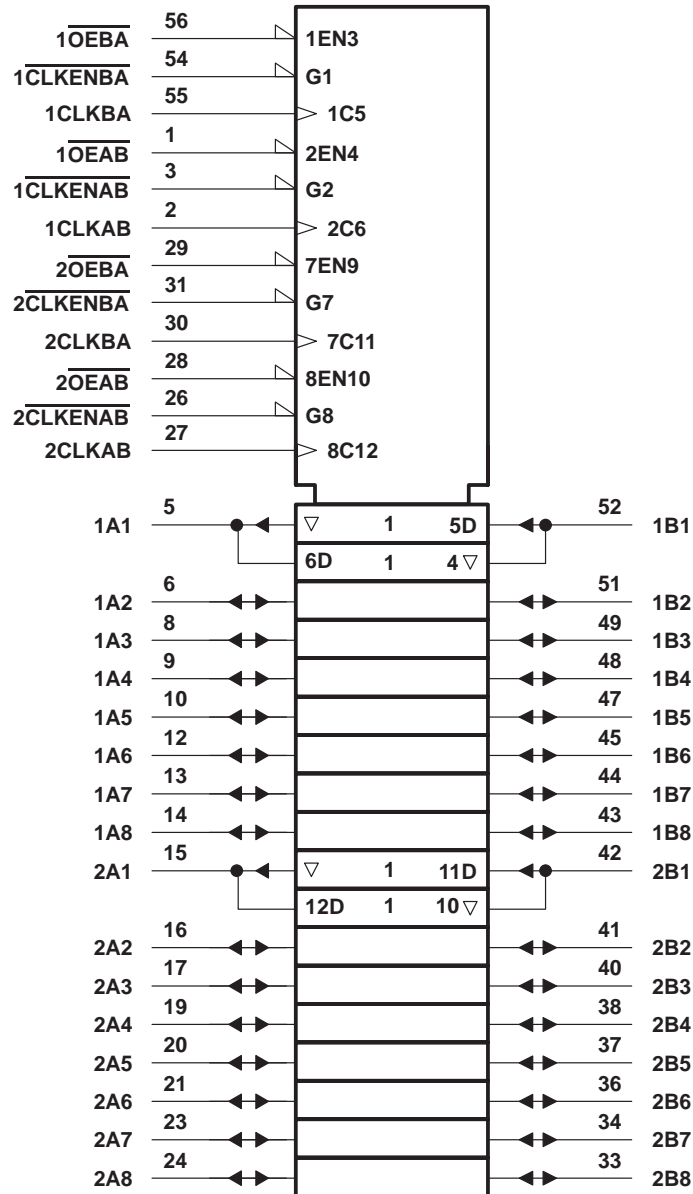 56
1OEBA 1EN3
54
1CLKENBA G1
55
1CLKBA 1C5
1
1OEAB 2EN4
3
1CLKENAB G2
2
1CLKAB 2C6
29
2OEBA 7EN9
31
2CLKENBA G7
30
2CLKBA 7C11
28
2OEAB 8EN10
26
2CLKENAB G8
27
2CLKAB 8C12
5 52
1A1 ▽ 1 5D 1B1
6D 1 4 ▽
6 51
1A2 1B2
8 49
1A3 1B3
9 48
1A4 1B4
10 47
1A5 1B5
12 45
1A6 1B6
13 44
1A7 1B7
14 43
1A8 1B8
15 42
2A1 ▽ 1 11D 2B1
12D 1 10 ▽
16 41
2A2 2B2
17 40
2A3 2B3
19 38
2A4 2B4
20 37
2A5 2B5
21 36
2A6 2B6
23 34
2A7 2B7
24 33
2A8 2B8